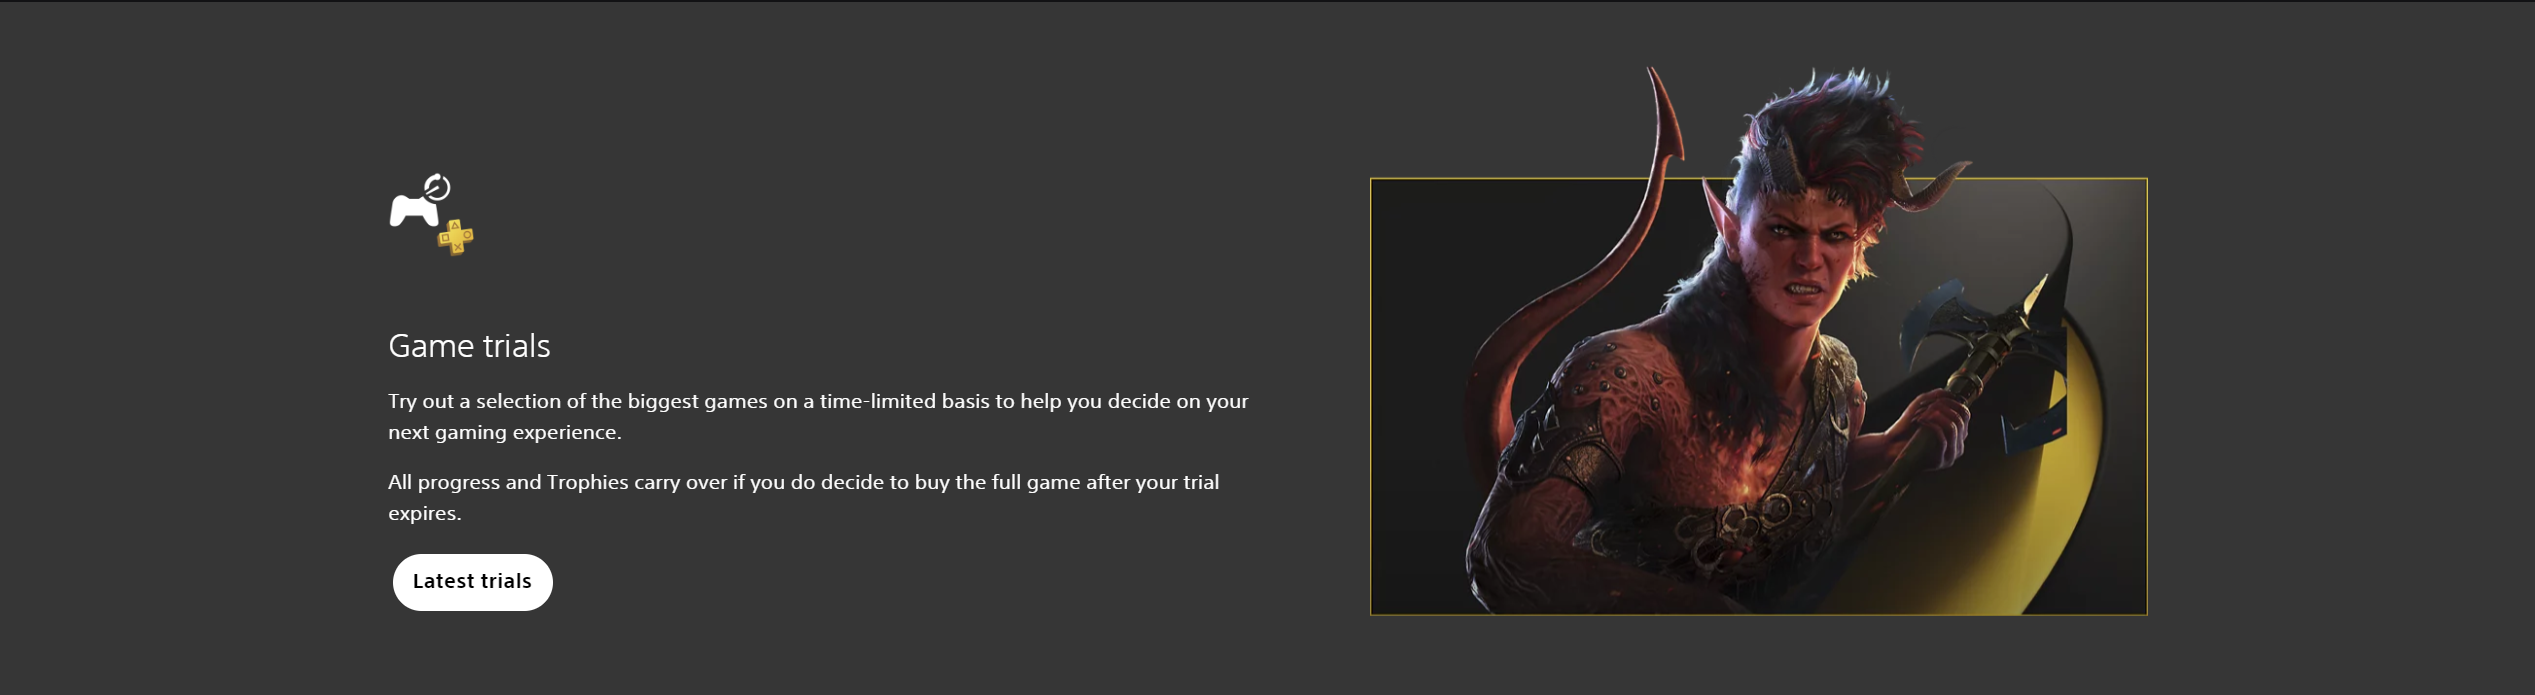 Game trials
Try out a selection of the biggest games on a time-limited basis to help you decide on your
next gaming experience.
All progress and Trophies carry over if you do decide to buy the full game after your trial
expires.
Latest trials